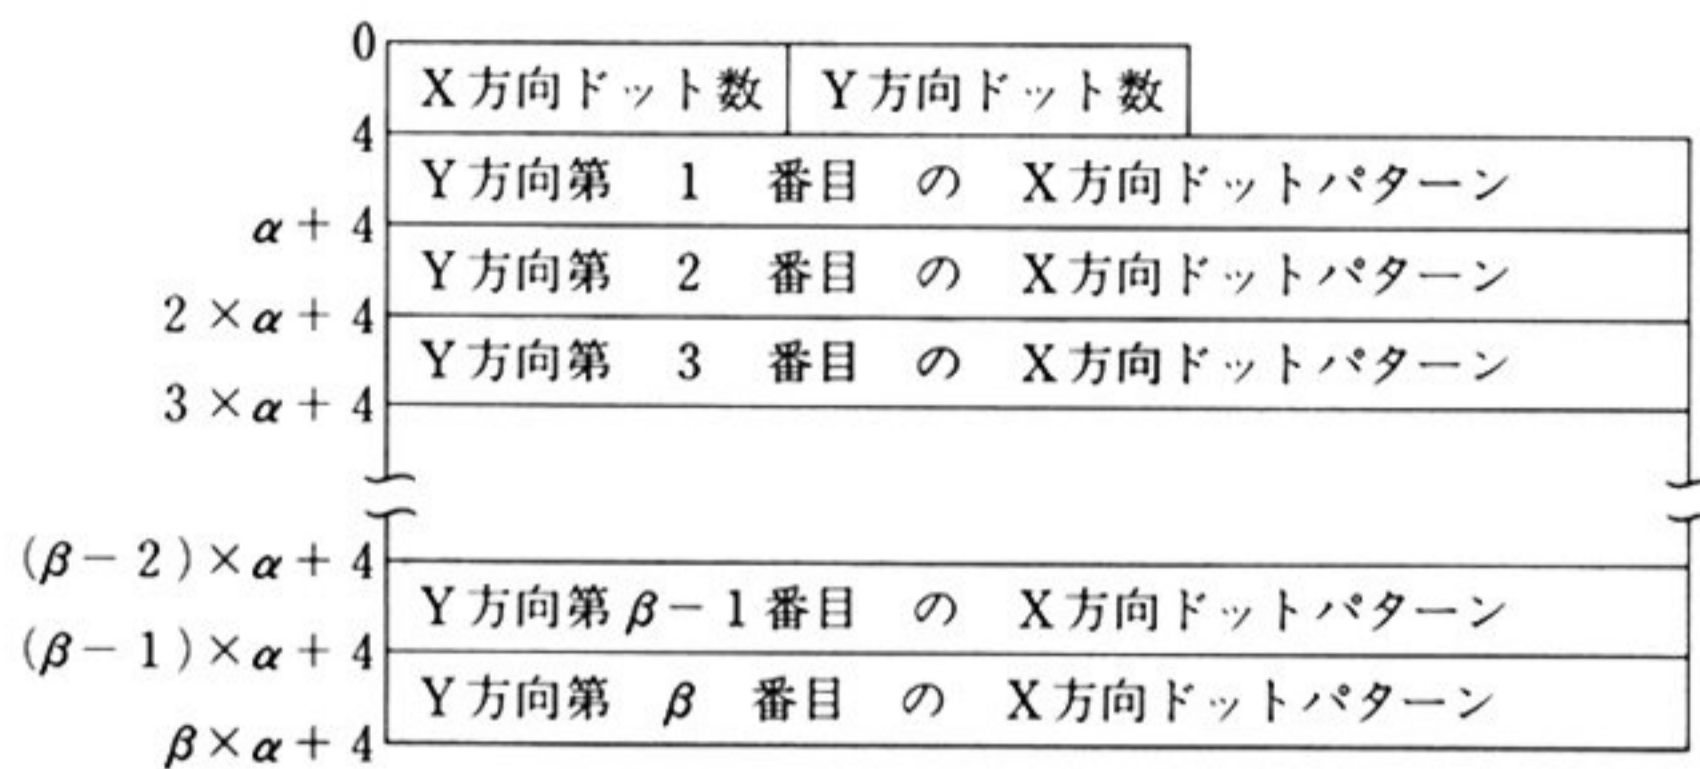 0
X方向ドット数 Y方向ドット数
4
Y方向第 1 番目 の X方向ドットパターン
α+4
Y方向第 2 番目 の X方向ドットパターン
2×α+4
Y方向第 3 番目 の X方向ドットパターン
3×α+4
(β-2)×α+4
Y方向第β-1番目 の X方向ドットパターン
(β-1)×α+4
Y方向第 β 番目 の X方向ドットパターン
β×α+4